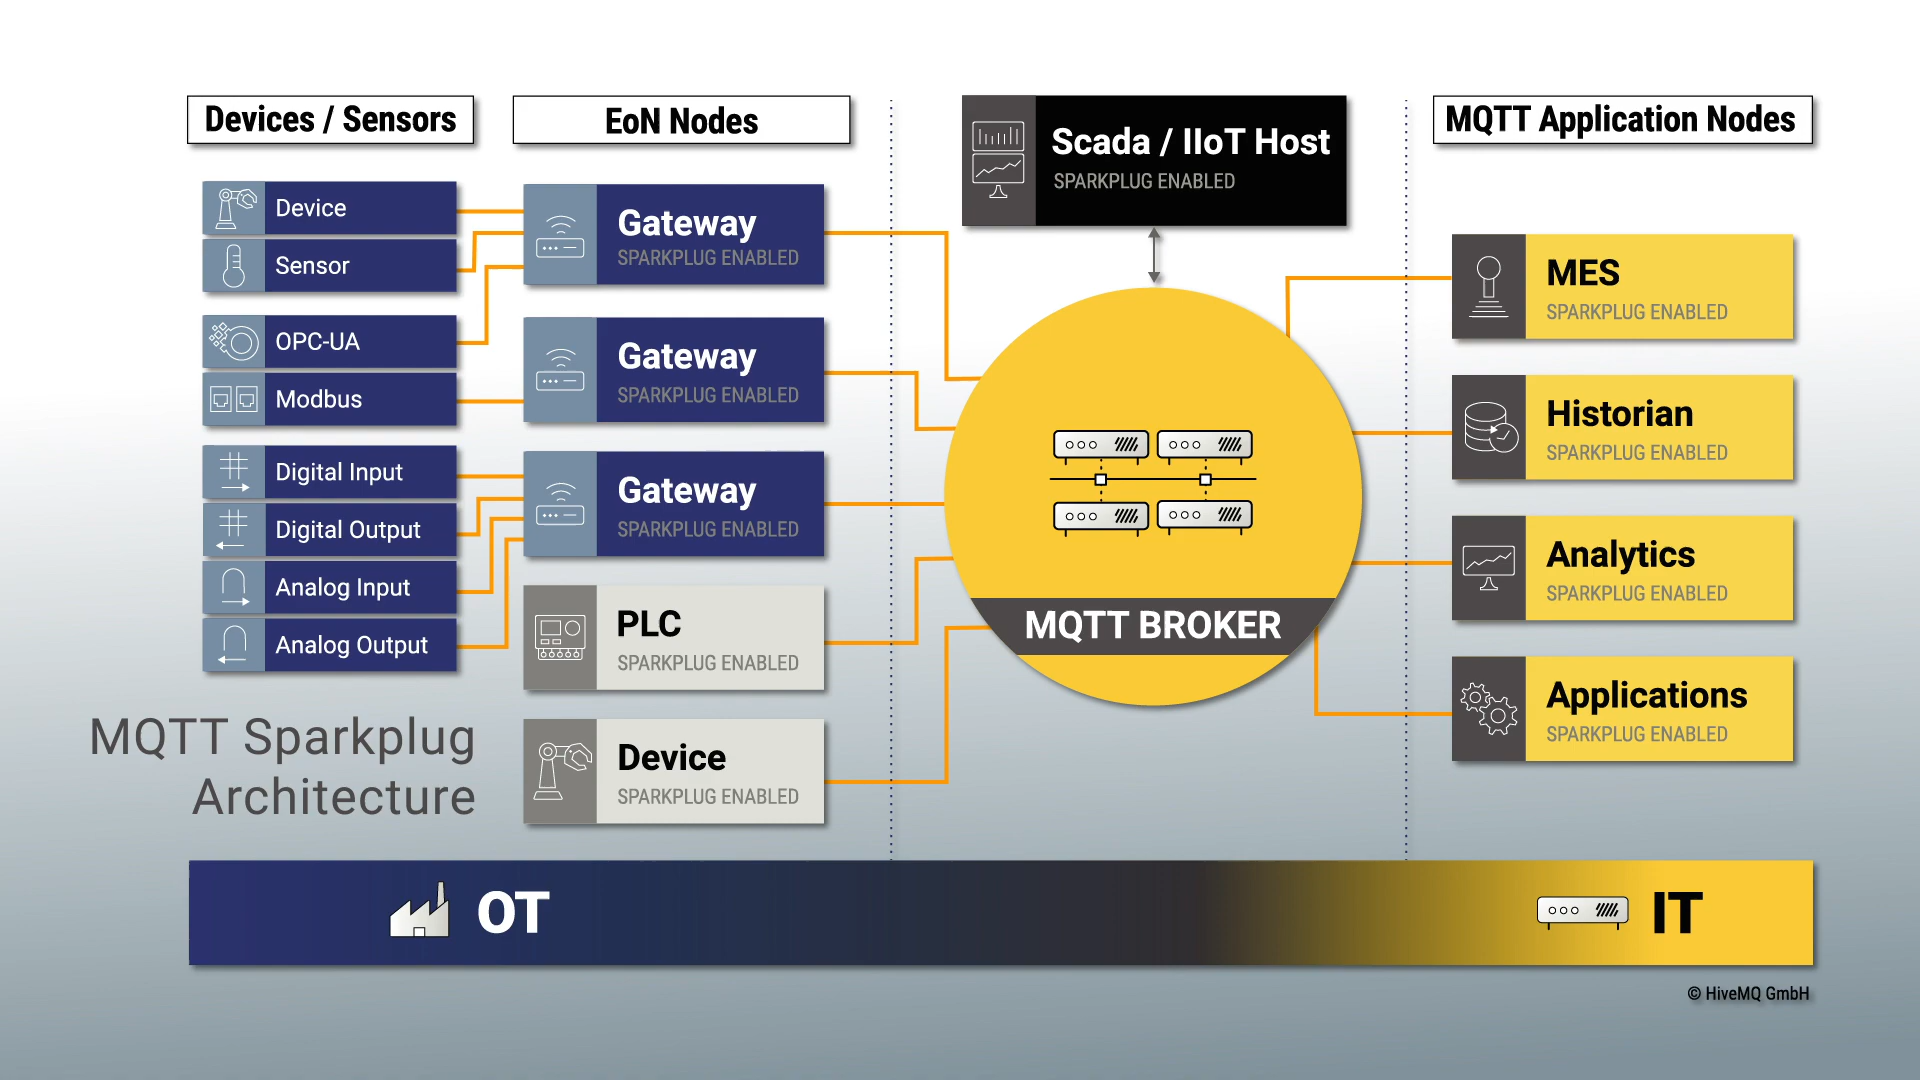 Devices / Sensors
EoN Nodes
Scada / IIoT Host
SPARKPLUG ENABLED
MQTT Application Nodes
Device
Sensor
OPC-UA
Modbus
Digital Input
Digital Output
Analog Input
Analog Output
Gateway
SPARKPLUG ENABLED
Gateway
SPARKPLUG ENABLED
Gateway
SPARKPLUG ENABLED
PLC
SPARKPLUG ENABLED
Device
SPARKPLUG ENABLED
MQTT BROKER
MES
SPARKPLUG ENABLED
Historian
SPARKPLUG ENABLED
Analytics
SPARKPLUG ENABLED
Applications
SPARKPLUG ENABLED
MQTT Sparkplug
Architecture
OT
IT
© HiveMQ GmbH